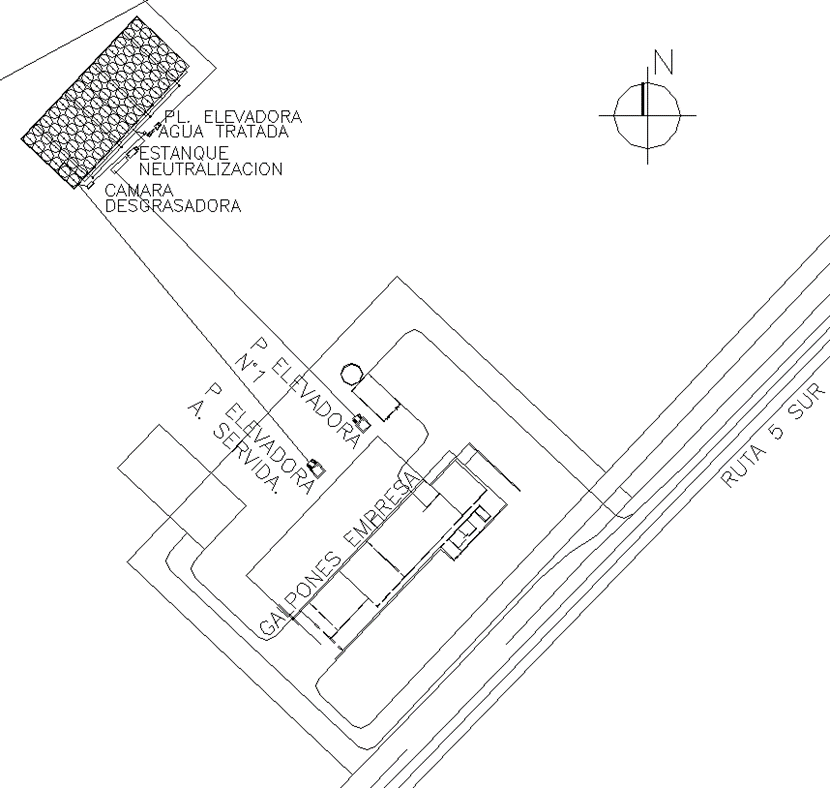 N
PL. ELEVADORA
AGUA TRATADA
ESTANQUE
NEUTRALIZACION
CAMARA
DESGRASADORA
P ELEVADORA
N°1
P ELEVADORA
A. SERVIDA.
GALPONES EMPRESA
RUTA 5 SUR